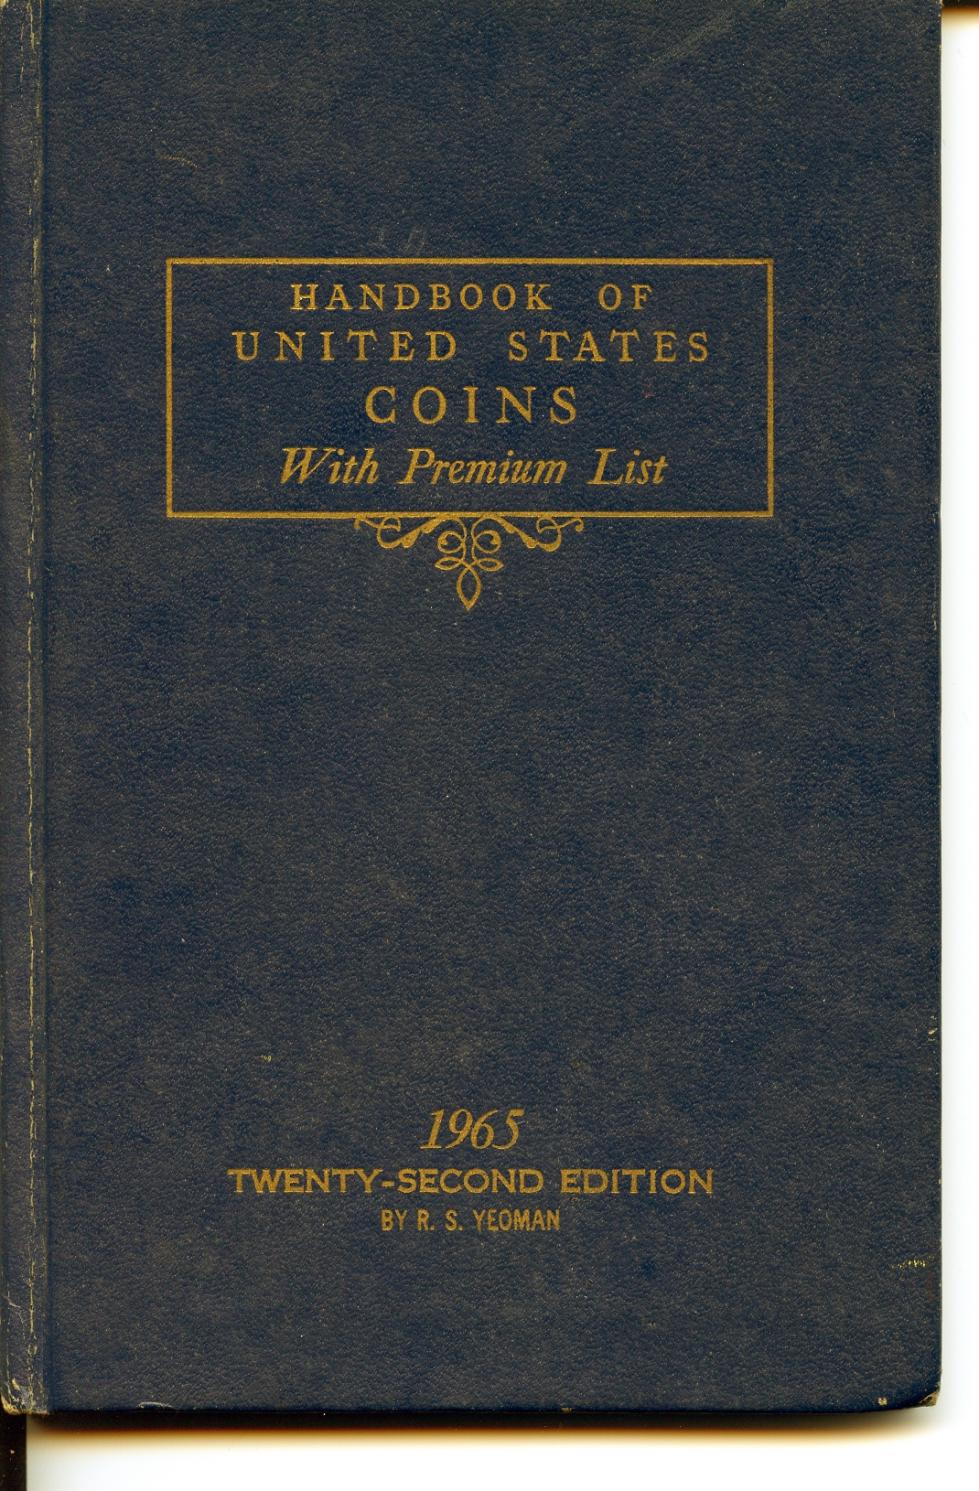 HANDBOOK OF
UNITED STATES
COINS
With Premium List
1965
TWENTY-SECOND EDITION
BY R. S. YEOMAN